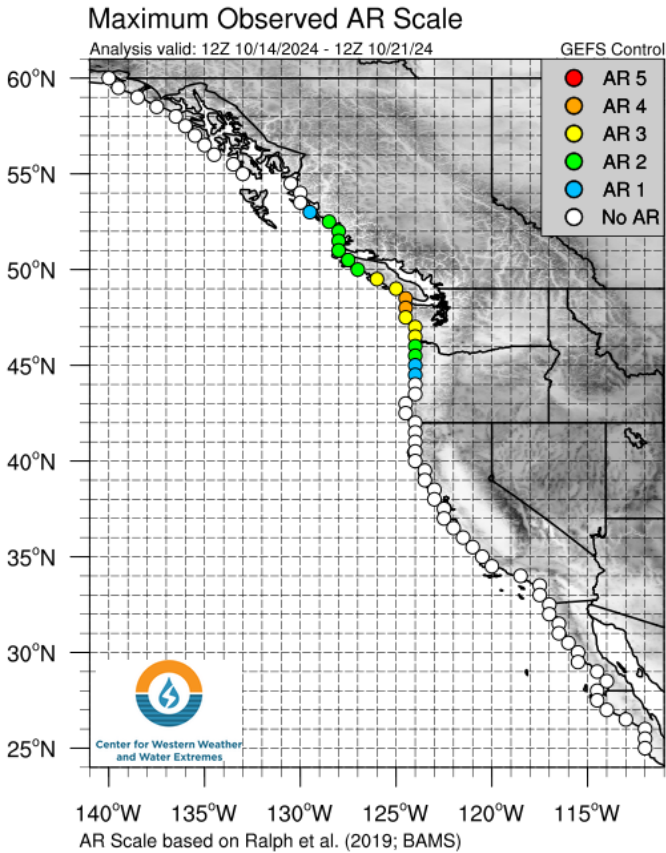 Maximum Observed AR Scale
Analysis valid: 12Z 10/14/2024 - 12Z 10/21/24 GEFS Control
AR 5
AR 4
AR 3
AR 2
AR 1
No AR
60°N
55°N
50°N
45°N
40°N
35°N
30°N
25°N
Center for Western Weather
and Water Extremes
140°W 135°W 130°W 125°W 120°W 115°W
AR Scale based on Ralph et al. (2019; BAMS)